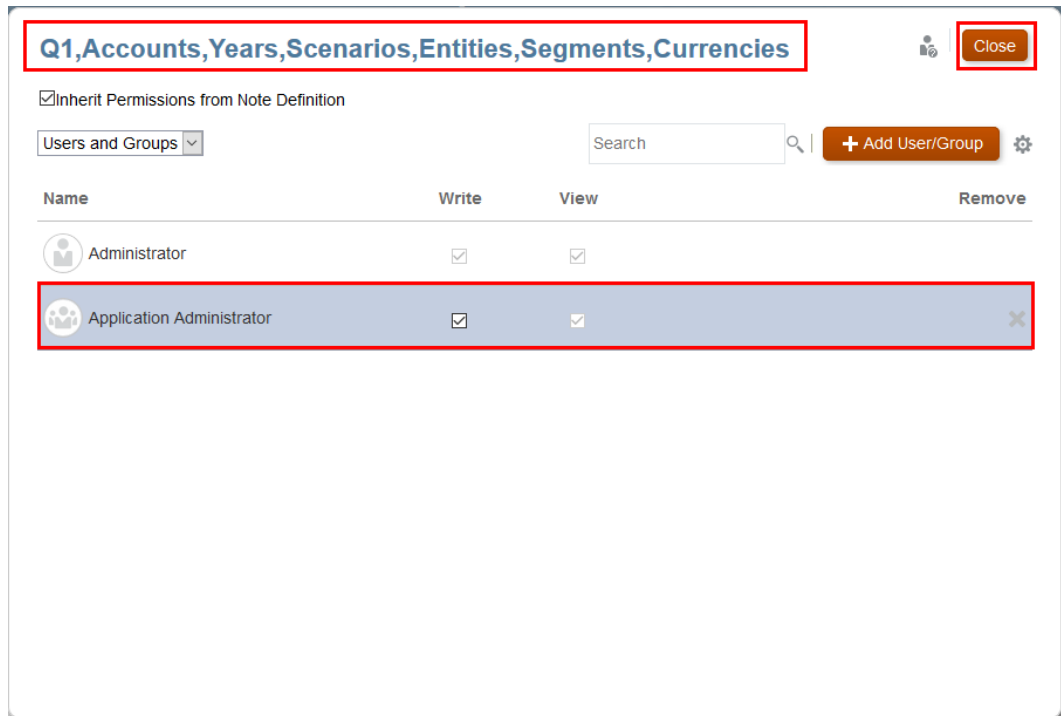 Q1,Accounts,Years,Scenarios,Entities,Segments,Currencies
Close
Inherit Permissions from Note Definition
Users and Groups
Search
Add User/Group
Name Write View Remove
Administrator
Application Administrator